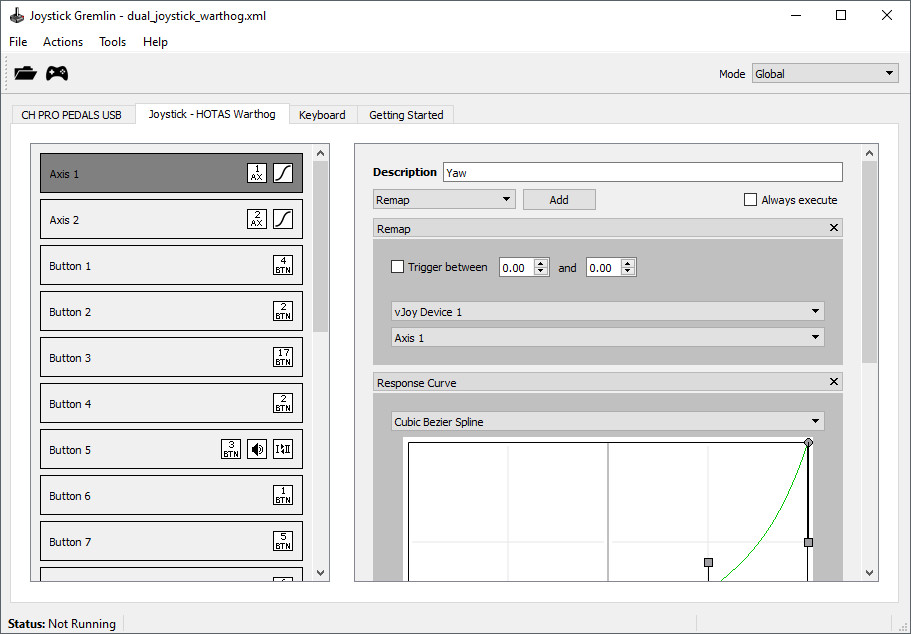 Joystick Gremlin - dual_joystick_warthog.xml
File Actions Tools Help
Mode Global
CH PRO PEDALS USB Joystick - HOTAS Warthog Keyboard Getting Started
Axis 1 1 AX
Axis 2 2 AX
Button 1 4 BTN
Button 2 2 BTN
Button 3 17 BTN
Button 4 2 BTN
Button 5 3 BTN
Button 6 1 BTN
Button 7 5 BTN
Description Yaw
Remap Add Always execute
Remap
Trigger between 0.00 and 0.00
vJoy Device 1
Axis 1
Response Curve
Cubic Bezier Spline
Status: Not Running